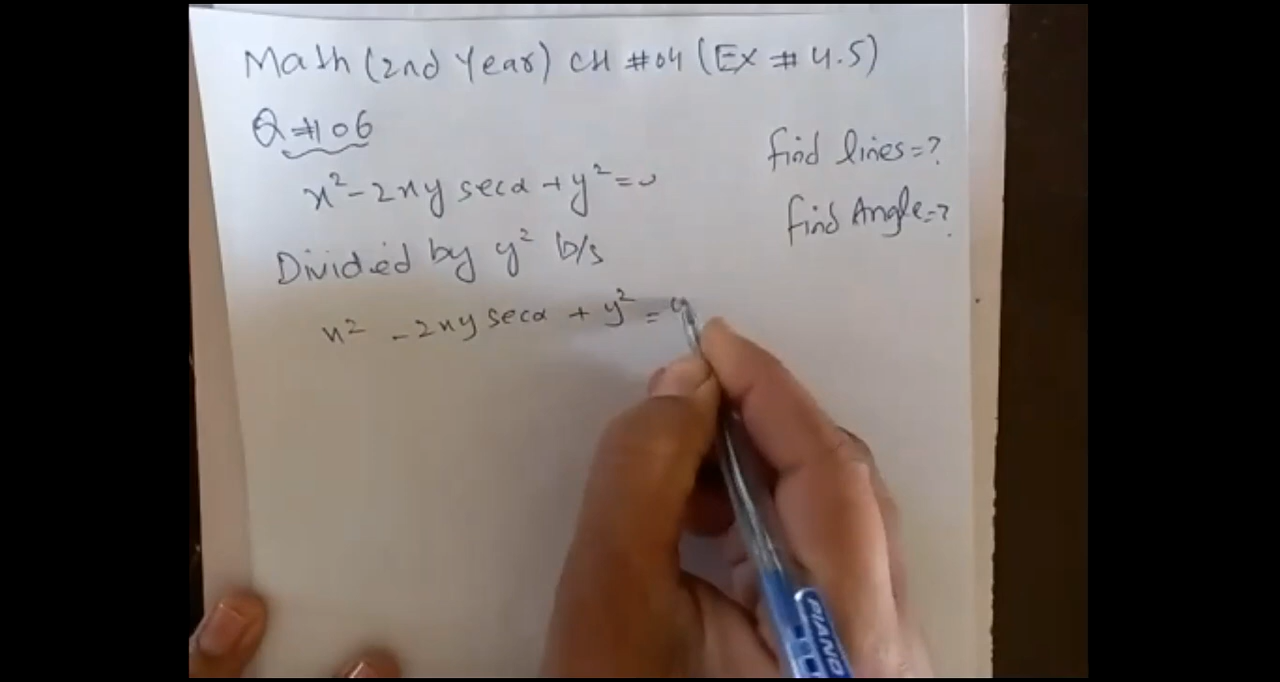 Math (2nd Year) CH #04 (Ex # 4.5)
Q #06
x² - 2xy secα + y² = 0
Divided by y² b/s
x² - 2xy secα + y² =
find lines = ?
find Angle = ?
PIANO